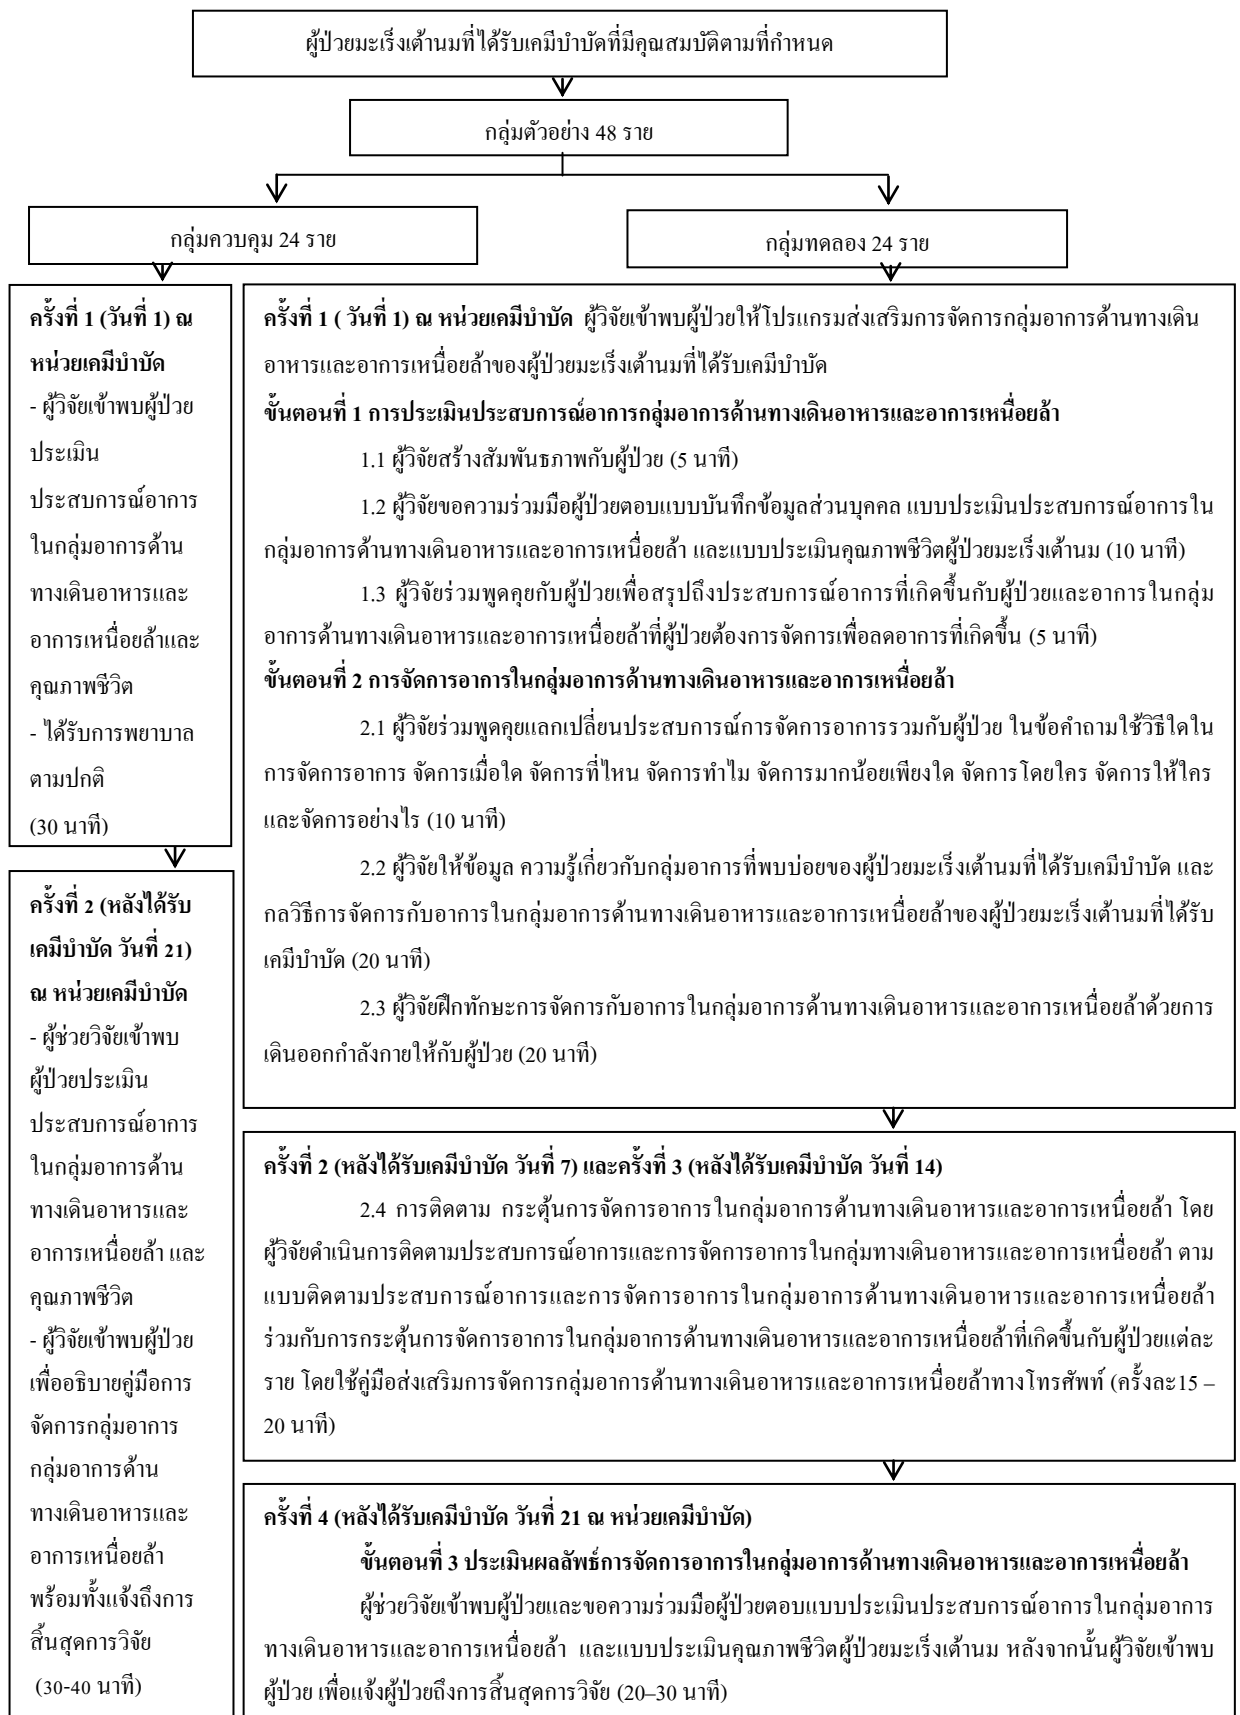 ผู้ป่วยมะเร็งเต้านมที่ได้รับเคมีบำบัดที่มีคุณสมบัติตามที่กำหนด
กลุ่มตัวอย่าง 48 ราย
กลุ่มควบคุม 24 ราย
กลุ่มทดลอง 24 ราย
ครั้งที่ 1 (วันที่ 1) ณ
หน่วยเคมีบำบัด
- ผู้วิจัยเข้าพบผู้ป่วย
ประเมิน
ประสบการณ์อาการ
ในกลุ่มอาการด้าน
ทางเดินอาหารและ
อาการเหนื่อยล้าและ
คุณภาพชีวิต
- ได้รับการพยาบาล
ตามปกติ
(30 นาที)
ครั้งที่ 2 (หลังได้รับ
เคมีบำบัด วันที่ 21)
ณ หน่วยเคมีบำบัด
- ผู้ช่วยวิจัยเข้าพบ
ผู้ป่วยประเมิน
ประสบการณ์อาการ
ในกลุ่มอาการด้าน
ทางเดินอาหารและ
อาการเหนื่อยล้า และ
คุณภาพชีวิต
- ผู้วิจัยเข้าพบผู้ป่วย
เพื่ออธิบายคู่มือการ
จัดการกลุ่มอาการ
กลุ่มอาการด้าน
ทางเดินอาหารและ
อาการเหนื่อยล้า
พร้อมทั้งแจ้งถึงการ
สิ้นสุดการวิจัย
(30-40 นาที)
ครั้งที่ 1 ( วันที่ 1) ณ หน่วยเคมีบำบัด ผู้วิจัยเข้าพบผู้ป่วยให้โปรแกรมส่งเสริมการจัดการกลุ่มอาการด้านทางเดิน
อาหารและอาการเหนื่อยล้าของผู้ป่วยมะเร็งเต้านมที่ได้รับเคมีบำบัด
ขั้นตอนที่ 1 การประเมินประสบการณ์อาการกลุ่มอาการด้านทางเดินอาหารและอาการเหนื่อยล้า
1.1 ผู้วิจัยสร้างสัมพันธภาพกับผู้ป่วย (5 นาที)
1.2 ผู้วิจัยขอความร่วมมือผู้ป่วยตอบแบบบันทึกข้อมูลส่วนบุคคล แบบประเมินประสบการณ์อาการใน
กลุ่มอาการด้านทางเดินอาหารและอาการเหนื่อยล้า และแบบประเมินคุณภาพชีวิตผู้ป่วยมะเร็งเต้านม (10 นาที)
1.3 ผู้วิจัยร่วมพูดคุยกับผู้ป่วยเพื่อสรุปถึงประสบการณ์อาการที่เกิดขึ้นกับผู้ป่วยและอาการในกลุ่ม
อาการด้านทางเดินอาหารและอาการเหนื่อยล้าที่ผู้ป่วยต้องการจัดการเพื่อลดอาการที่เกิดขึ้น (5 นาที)
ขั้นตอนที่ 2 การจัดการอาการในกลุ่มอาการด้านทางเดินอาหารและอาการเหนื่อยล้า
2.1 ผู้วิจัยร่วมพูดคุยแลกเปลี่ยนประสบการณ์การจัดการอาการรวมกับผู้ป่วย ในข้อคำถามใช้วิธีใดใน
การจัดการอาการ จัดการเมื่อใด จัดการที่ไหน จัดการทำไม จัดการมากน้อยเพียงใด จัดการโดยใคร จัดการให้ใคร
และจัดการอย่างไร (10 นาที)
2.2 ผู้วิจัยให้ข้อมูล ความรู้เกี่ยวกับกลุ่มอาการที่พบบ่อยของผู้ป่วยมะเร็งเต้านมที่ได้รับเคมีบำบัด และ
กลวิธีการจัดการกับอาการในกลุ่มอาการด้านทางเดินอาหารและอาการเหนื่อยล้าของผู้ป่วยมะเร็งเต้านมที่ได้รับ
เคมีบำบัด (20 นาที)
2.3 ผู้วิจัยฝึกทักษะการจัดการกับอาการในกลุ่มอาการด้านทางเดินอาหารและอาการเหนื่อยล้าด้วยการ
เดินออกกำลังกายให้กับผู้ป่วย (20 นาที)
ครั้งที่ 2 (หลังได้รับเคมีบำบัด วันที่ 7) และครั้งที่ 3 (หลังได้รับเคมีบำบัด วันที่ 14)
2.4 การติดตาม กระตุ้นการจัดการอาการในกลุ่มอาการด้านทางเดินอาหารและอาการเหนื่อยล้า โดย
ผู้วิจัยดำเนินการติดตามประสบการณ์อาการและการจัดการอาการในกลุ่มทางเดินอาหารและอาการเหนื่อยล้า ตาม
แบบติดตามประสบการณ์อาการและการจัดการอาการในกลุ่มอาการด้านทางเดินอาหารและอาการเหนื่อยล้า
ร่วมกับการกระตุ้นการจัดการอาการในกลุ่มอาการด้านทางเดินอาหารและอาการเหนื่อยล้าที่เกิดขึ้นกับผู้ป่วยแต่ละ
ราย โดยใช้คู่มือส่งเสริมการจัดการกลุ่มอาการด้านทางเดินอาหารและอาการเหนื่อยล้าทางโทรศัพท์ (ครั้งละ15 –
20 นาที)
ครั้งที่ 4 (หลังได้รับเคมีบำบัด วันที่ 21 ณ หน่วยเคมีบำบัด)
ขั้นตอนที่ 3 ประเมินผลลัพธ์การจัดการอาการในกลุ่มอาการด้านทางเดินอาหารและอาการเหนื่อยล้า
ผู้ช่วยวิจัยเข้าพบผู้ป่วยและขอความร่วมมือผู้ป่วยตอบแบบประเมินประสบการณ์อาการในกลุ่มอาการ
ทางเดินอาหารและอาการเหนื่อยล้า และแบบประเมินคุณภาพชีวิตผู้ป่วยมะเร็งเต้านม หลังจากนั้นผู้วิจัยเข้าพบ
ผู้ป่วย เพื่อแจ้งผู้ป่วยถึงการสิ้นสุดการวิจัย (20–30 นาที)